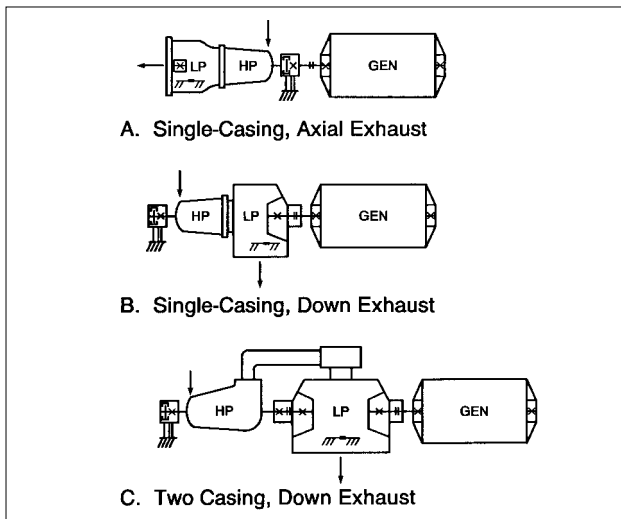 LP HP GEN
A. Single-Casing, Axial Exhaust
HP LP GEN
B. Single-Casing, Down Exhaust
HP LP GEN
C. Two Casing, Down Exhaust